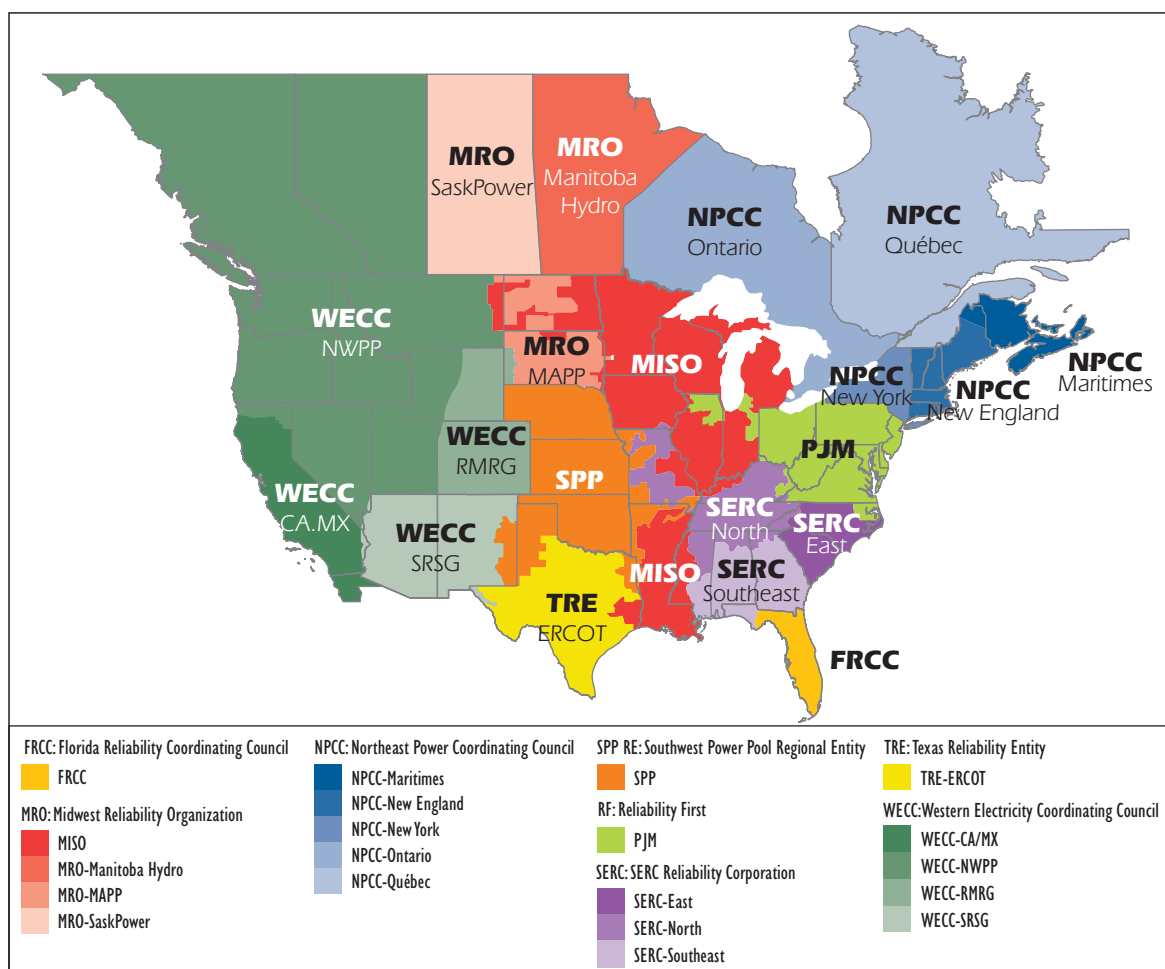 MRO
SaskPower
MRO
Manitoba
Hydro
NPCC
Ontario
NPCC
Québec
WECC
NWPP
MRO
MAPP
MISO
NPCC
New York
NPCC
New England
NPCC
Maritimes
WECC
RMRG
SPP
PJM
WECC
CA.MX
WECC
SRSG
SERC
North
SERC
East
MISO
SERC
Southeast
TRE
ERCOT
FRCC
FRCC: Florida Reliability Coordinating Council
FRCC
MRO: Midwest Reliability Organization
MISO
MRO-Manitoba Hydro
MRO-MAPP
MRO-SaskPower
NPCC: Northeast Power Coordinating Council
NPCC-Maritimes
NPCC-New England
NPCC-New York
NPCC-Ontario
NPCC-Québec
SPP RE: Southwest Power Pool Regional Entity
SPP
RF: Reliability First
PJM
SERC: SERC Reliability Corporation
SERC-East
SERC-North
SERC-Southeast
TRE: Texas Reliability Entity
TRE-ERCOT
WECC: Western Electricity Coordinating Council
WECC-CA/MX
WECC-NWPP
WECC-RMRG
WECC-SRSG